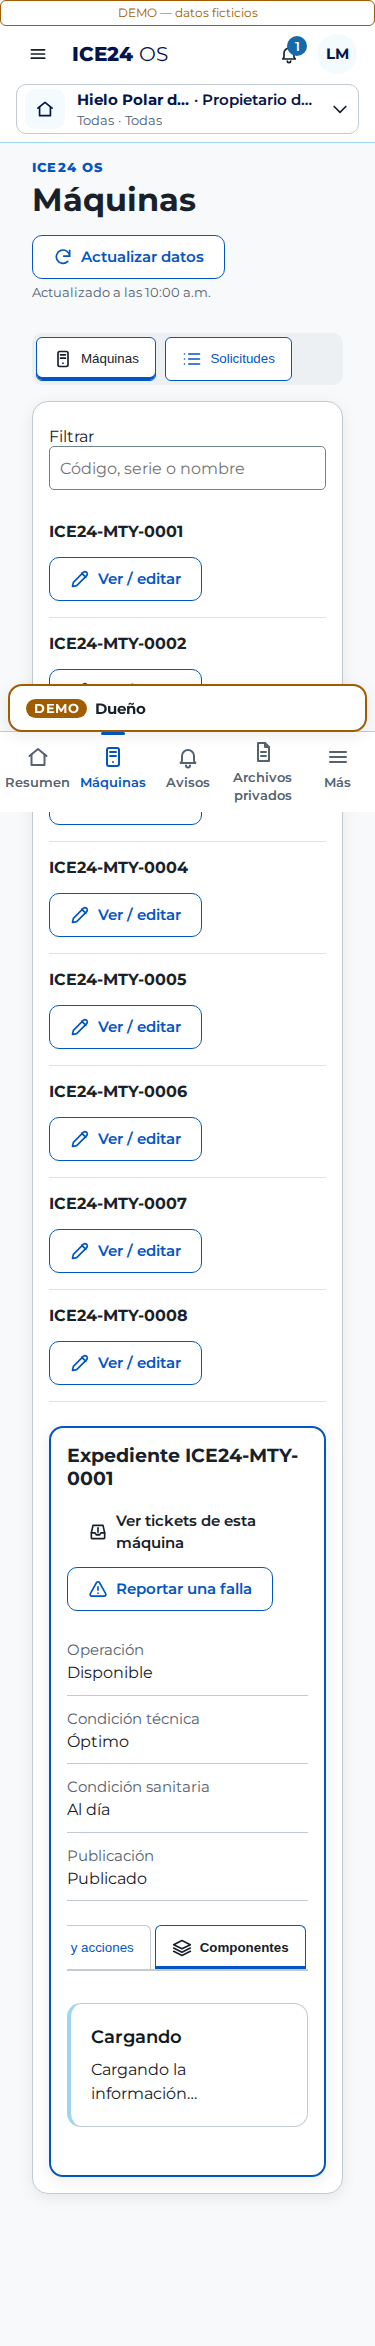 DEMO — datos ficticios
ICE24 OS
1
LM
Hielo Polar d... · Propietario d...
Todas · Todas
ICE24 OS
Máquinas
Actualizar datos
Actualizado a las 10:00 a.m.
Máquinas
Solicitudes
Filtrar
Código, serie o nombre
ICE24-MTY-0001
Ver / editar
ICE24-MTY-0002
DEMO Dueño
Resumen
Máquinas
Avisos
Archivos
privados
Más
ICE24-MTY-0004
Ver / editar
ICE24-MTY-0005
Ver / editar
ICE24-MTY-0006
Ver / editar
ICE24-MTY-0007
Ver / editar
ICE24-MTY-0008
Ver / editar
Expediente ICE24-MTY-
0001
Ver tickets de esta
máquina
Reportar una falla
Operación
Disponible
Condición técnica
Óptimo
Condición sanitaria
Al día
Publicación
Publicado
y acciones
Componentes
Cargando
Cargando la
información...